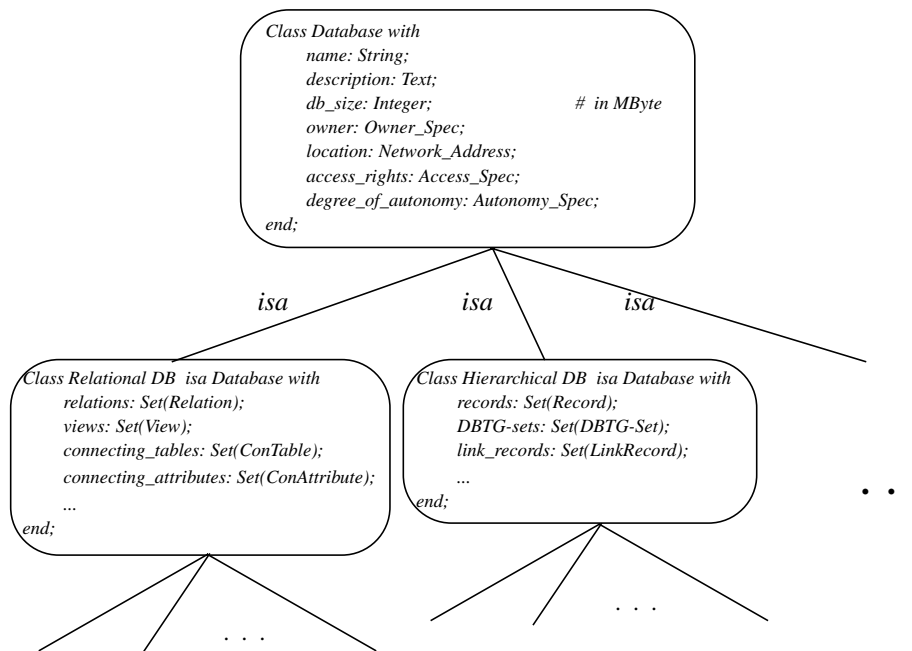 Class Database with
name: String;
description: Text;
db_size: Integer; # in MByte
owner: Owner_Spec;
location: Network_Address;
access_rights: Access_Spec;
degree_of_autonomy: Autonomy_Spec;
end;
isa isa isa
Class Relational DB isa Database with
relations: Set(Relation);
views: Set(View);
connecting_tables: Set(ConTable);
connecting_attributes: Set(ConAttribute);
...
end;
Class Hierarchical DB isa Database with
records: Set(Record);
DBTG-sets: Set(DBTG-Set);
link_records: Set(LinkRecord);
...
end;
. .
. . .
. . .